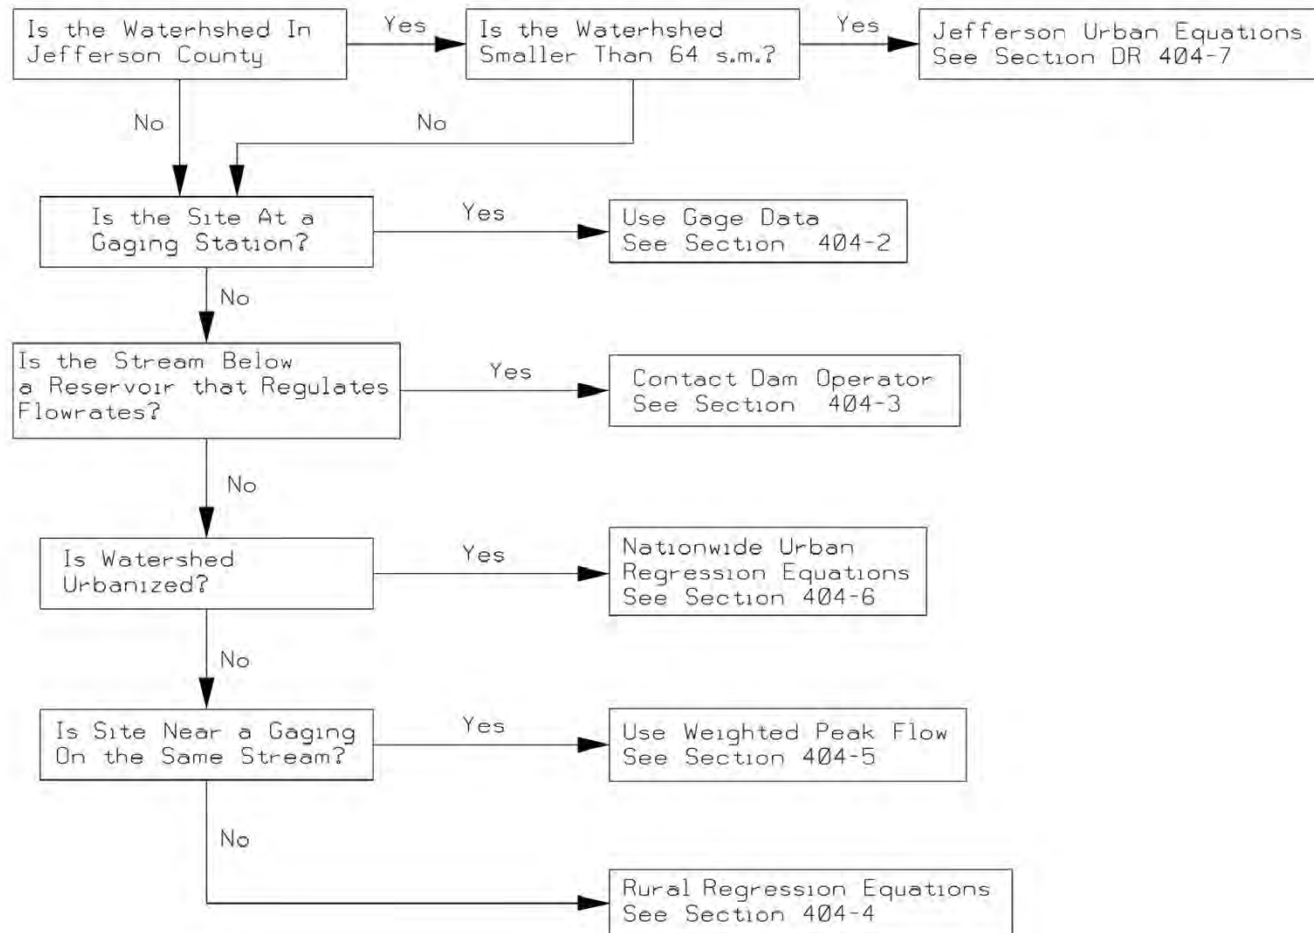 Is the Waterhshed In
Jefferson County
Yes
Is the Waterhshed
Smaller Than 64 s.m.?
Yes
Jefferson Urban Equations
See Section DR 404-7
No
No
Is the Site At a
Gaging Station?
Yes
Use Gage Data
See Section 404-2
No
Is the Stream Below
a Reservoir that Regulates
Flowrates?
Yes
Contact Dam Operator
See Section 404-3
No
Is Watershed
Urbanized?
Yes
Nationwide Urban
Regression Equations
See Section 404-6
No
Is Site Near a Gaging
On the Same Stream?
Yes
Use Weighted Peak Flow
See Section 404-5
No
Rural Regression Equations
See Section 404-4